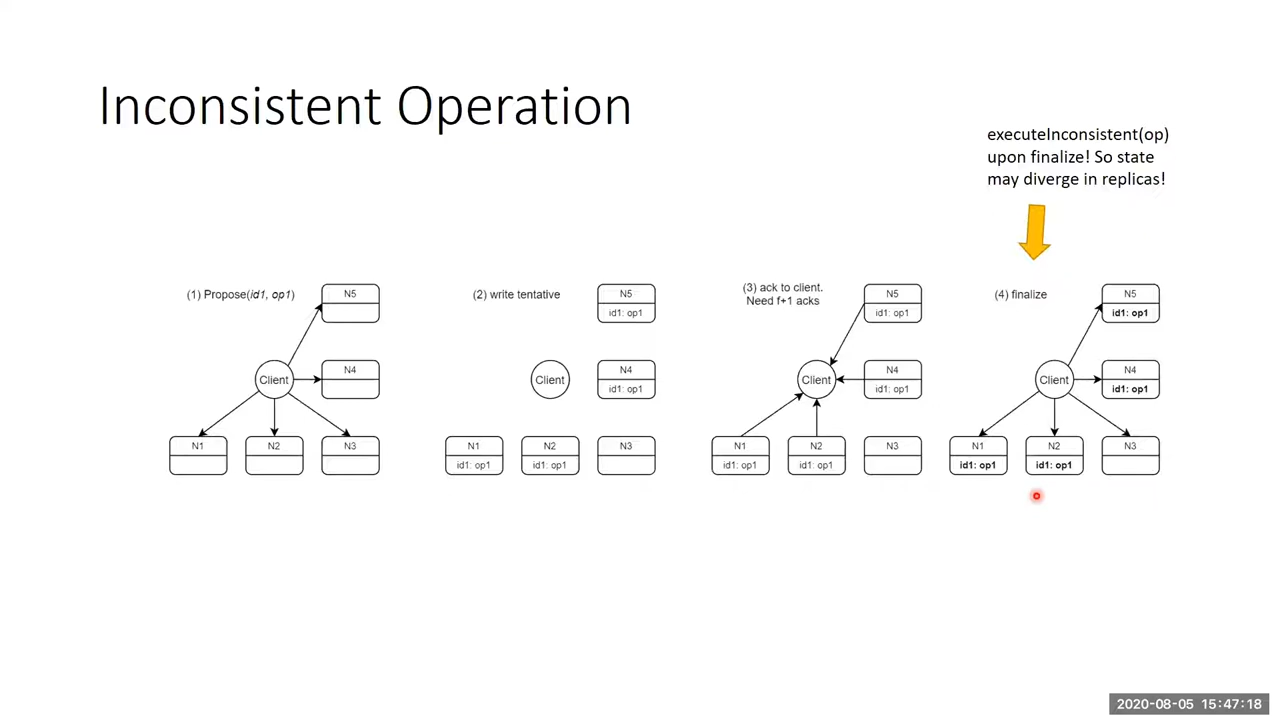 Inconsistent Operation
executeInconsistent(op)
upon finalize! So state
may diverge in replicas!
(1) Propose(id1, op1)
N5
N4
Client
N1
N2
N3
(2) write tentative
N5
id1: op1
Client
N4
id1: op1
N1
id1: op1
N2
id1: op1
N3
(3) ack to client.
Need f+1 acks
N5
id1: op1
Client
N4
id1: op1
N1
id1: op1
N2
id1: op1
N3
(4) finalize
N5
id1: op1
Client
N4
id1: op1
N1
id1: op1
N2
id1: op1
N3
2020-08-05 15:47:18